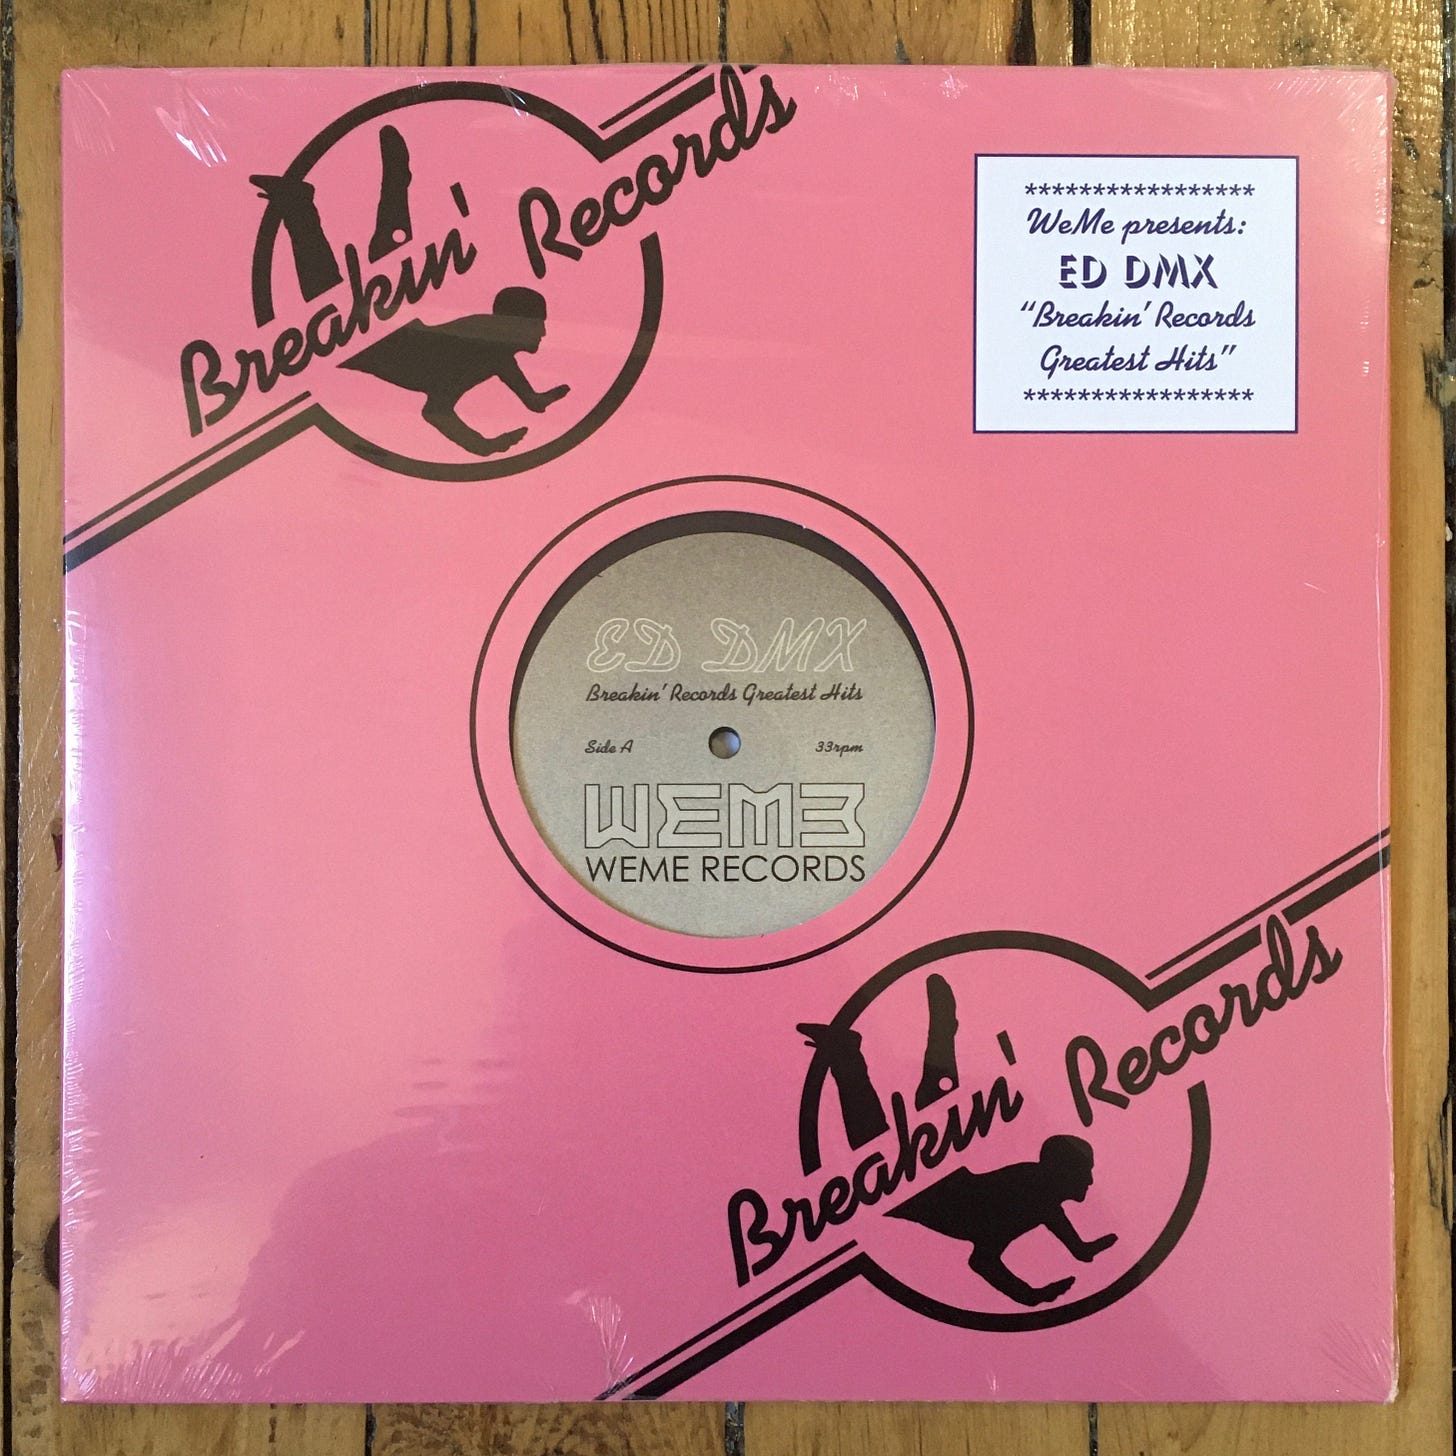 Breakin' Records
*****************
WeMe presents:
ED DMX
“Breakin' Records
Greatest Hits”
*****************
ED DMX
Breakin' Records Greatest Hits
Side A
33rpm
WEME
WEME RECORDS
Breakin' Records